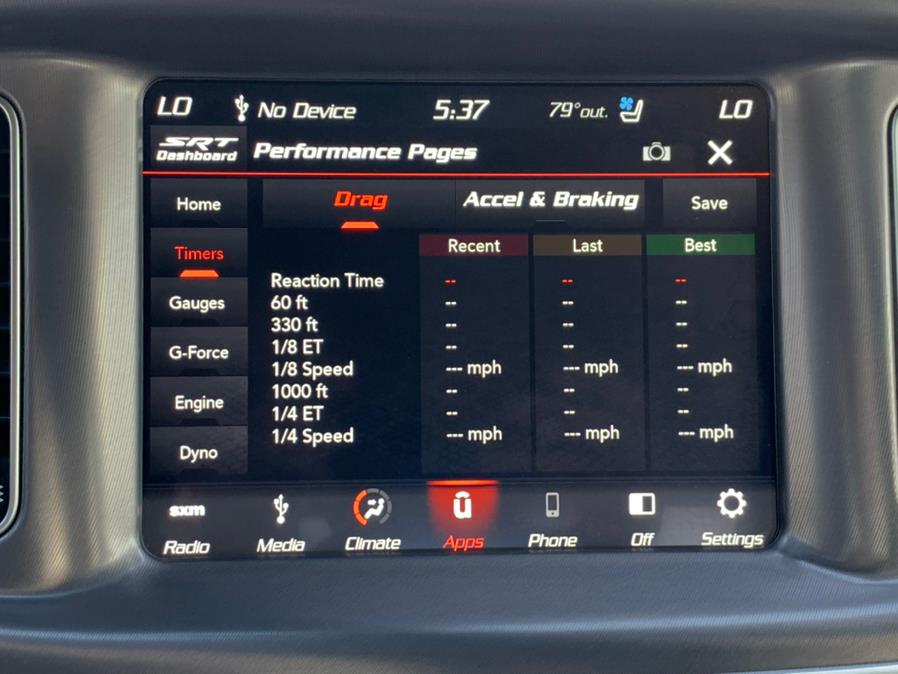 LO No Device 5:37 79°out. LO
SRT
Dashboard
Performance Pages
Home
Drag
Accel & Braking
Save
Timers
Recent Last Best
Gauges
G-Force
Engine
Dyno
Reaction Time -- -- --
60 ft -- -- --
330 ft -- -- --
1/8 ET -- -- --
1/8 Speed --- mph --- mph --- mph
1000 ft -- -- --
1/4 ET -- -- --
1/4 Speed --- mph --- mph --- mph
sxm
Radio Media Climate Apps Phone Off Settings